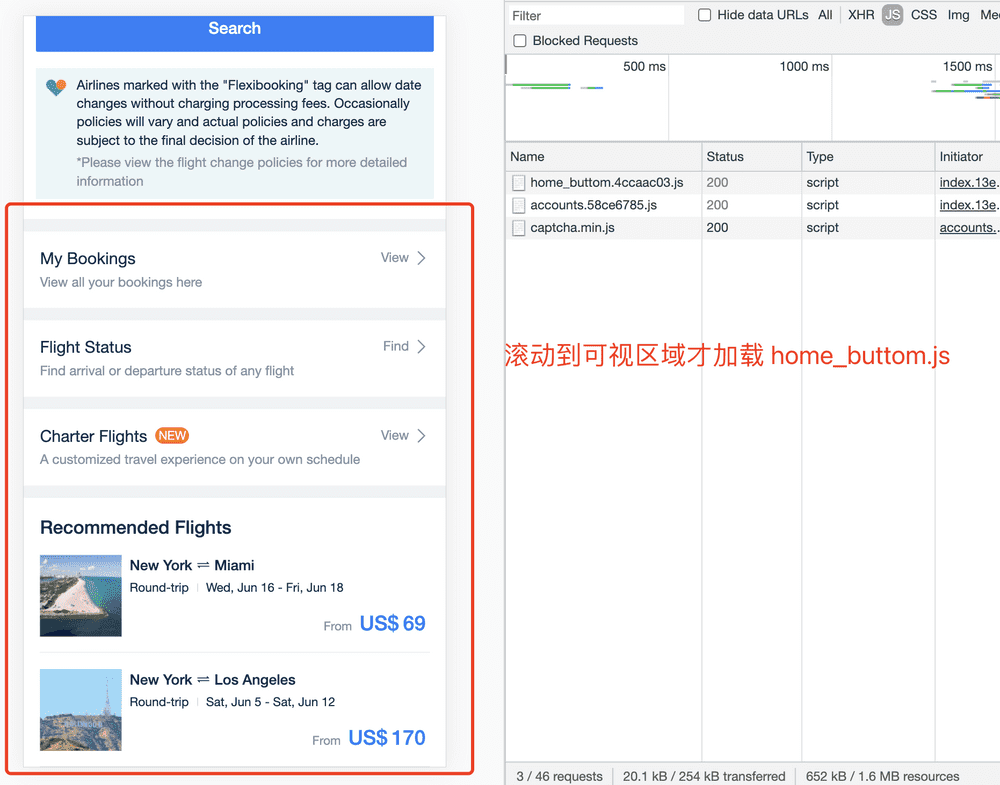 Search
Airlines marked with the "Flexibooking" tag can allow date
changes without charging processing fees. Occasionally
policies will vary and actual policies and charges are
subject to the final decision of the airline.
*Please view the flight change policies for more detailed
information
My Bookings
View
View all your bookings here
Flight Status
Find
Find arrival or departure status of any flight
Charter Flights NEW
View
A customized travel experience on your own schedule
Recommended Flights
New York ⇌ Miami
Round-trip | Wed, Jun 16 - Fri, Jun 18
From US$ 69
New York ⇌ Los Angeles
Round-trip | Sat, Jun 5 - Sat, Jun 12
From US$ 170
Filter
Hide data URLs All | XHR JS CSS Img Me
Blocked Requests
500 ms 1000 ms 1500 ms
Name Status Type Initiator
home_buttom.4ccaac03.js 200 script index.13e.
accounts.58ce6785.js 200 script index.13e.
captcha.min.js 200 script accounts..
滚动到可视区域才加载 home_buttom.js
3 / 46 requests | 20.1 kB / 254 kB transferred | 652 kB / 1.6 MB resources